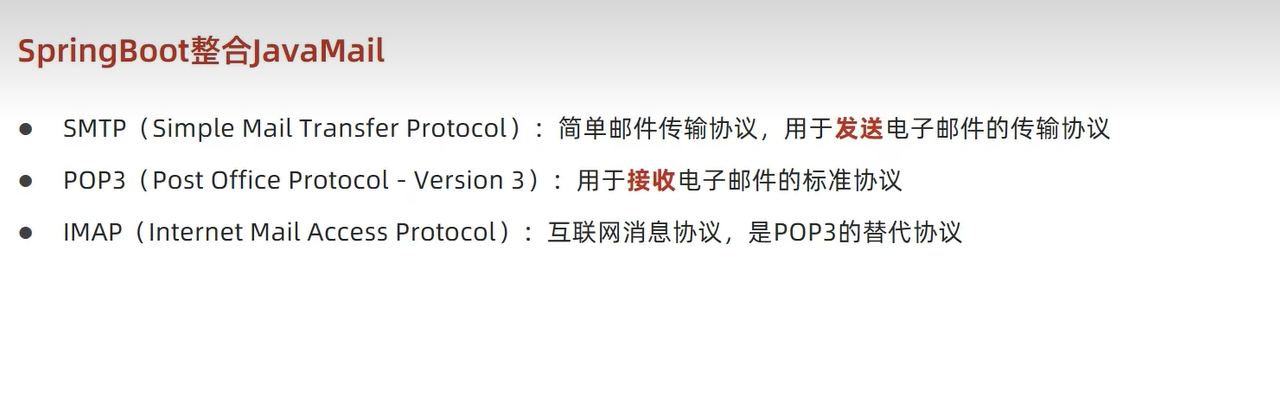 SpringBoot整合JavaMail
● SMTP（Simple Mail Transfer Protocol）：简单邮件传输协议，用于发送电子邮件的传输协议
● POP3（Post Office Protocol - Version 3）：用于接收电子邮件的标准协议
● IMAP（Internet Mail Access Protocol）：互联网消息协议，是POP3的替代协议